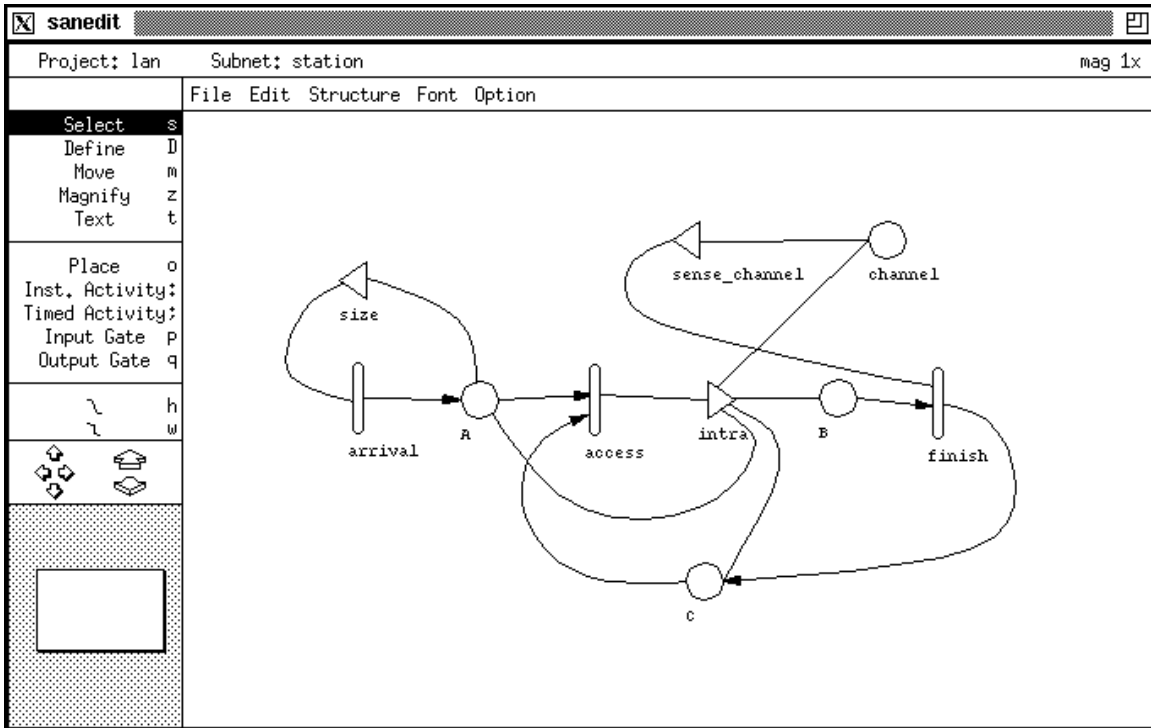 X sanedit
Project: lan Subnet: station mag 1x
File Edit Structure Font Option
Select s
Define D
Move m
Magnify z
Text t
Place o
Inst. Activity:
Timed Activity;
Input Gate p
Output Gate q
h
w
sense_channel channel
size
A intra B
arrival access finish
C